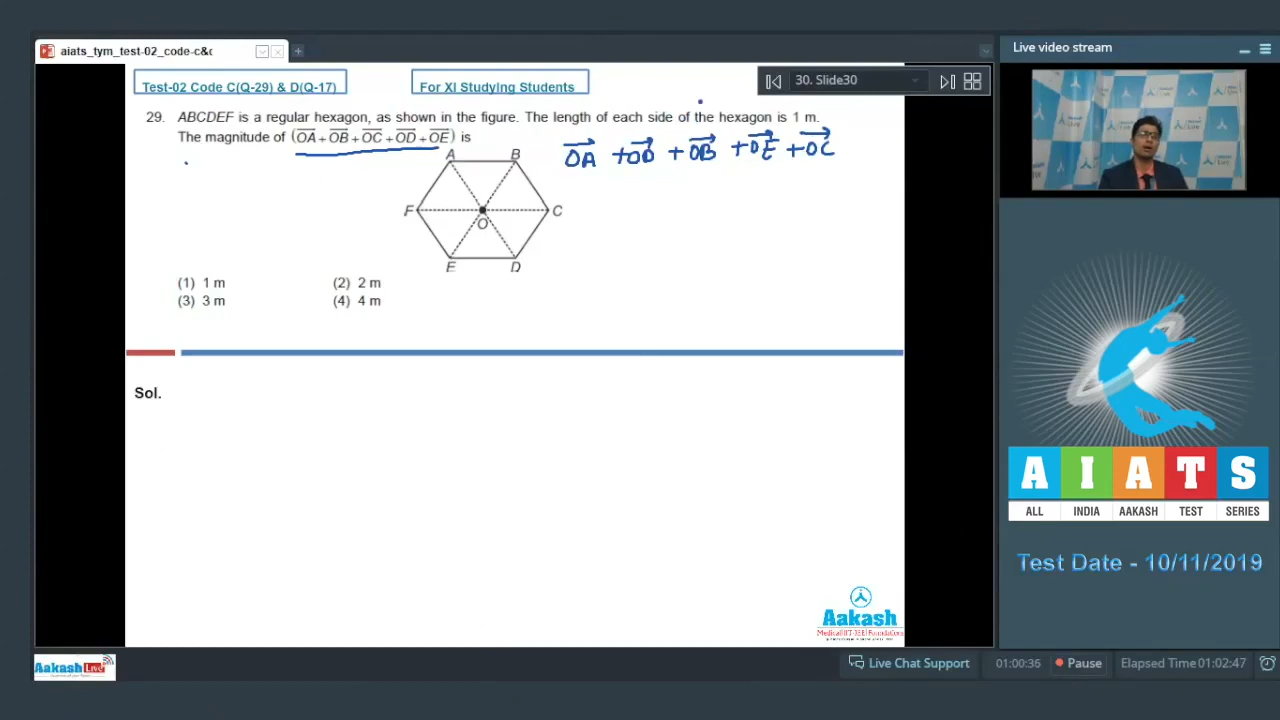 aiats_tym_test-02_code-c&c
Live video stream
Test-02 Code C(Q-29) & D(Q-17)
For XI Studying Students
30. Slide30
29. ABCDEF is a regular hexagon, as shown in the figure. The length of each side of the hexagon is 1 m.
The magnitude of (OA + OB + OC + OD + OE) is
OA + OD + OB + OE + OC
A B
F O C
E D
(1) 1 m (2) 2 m
(3) 3 m (4) 4 m
Sol.
AIATS
ALL INDIA AAKASH TEST SERIES
Test Date - 10/11/2019
Aakash
Medical|IIT-JEE|Foundations
Aakash Live
Live Chat Support
01:00:36
Pause
Elapsed Time 01:02:47